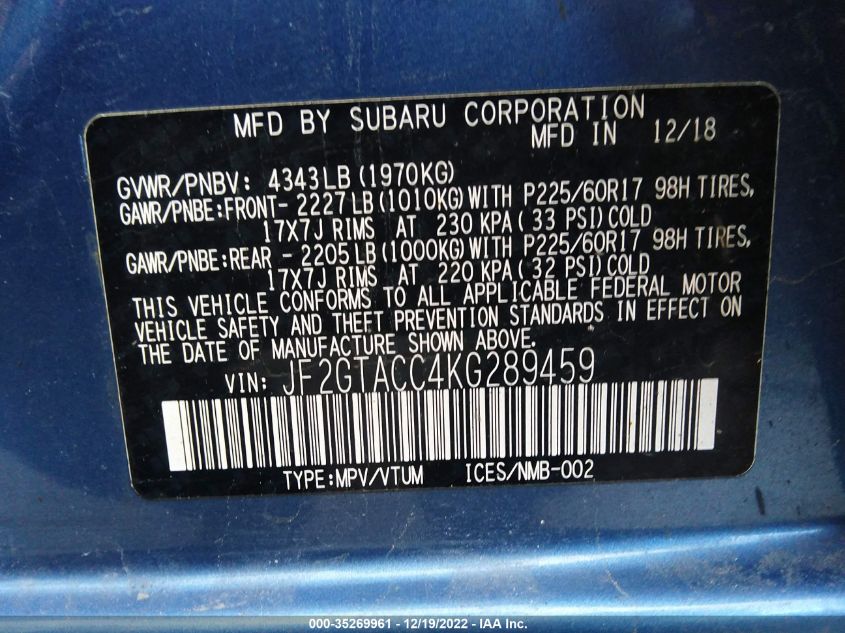 MFD BY SUBARU CORPORATION
MFD IN 12/18
GVWR/PNBV: 4343LB(1970KG)
GAWR/PNBE:FRONT- 2227LB(1010KG)WITH P225/60R17 98H TIRES,
17X7J RIMS AT 230 KPA( 33 PSI)COLD
GAWR/PNBE:REAR - 2205LB(1000KG)WITH P225/60R17 98H TIRES,
17X7J RIMS AT 220 KPA( 32 PSI)COLD
THIS VEHICLE CONFORMS TO ALL APPLICABLE FEDERAL MOTOR
VEHICLE SAFETY AND THEFT PREVENTION STANDARDS IN EFFECT ON
THE DATE OF MANUFACTURE SHOWN ABOVE.
VIN: JF2GTACC4KG289459
TYPE:MPV/VTUM ICES/NMB-002
000-35269961 - 12/19/2022 - IAA Inc.